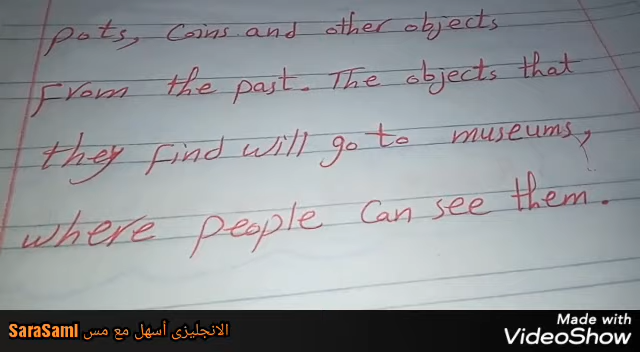 pots, coins and other objects
From the past. The objects that
they find will go to museums,
where people can see them.
الانجليزى أسهل مع مس SaraSamI
Made with
VideoShow